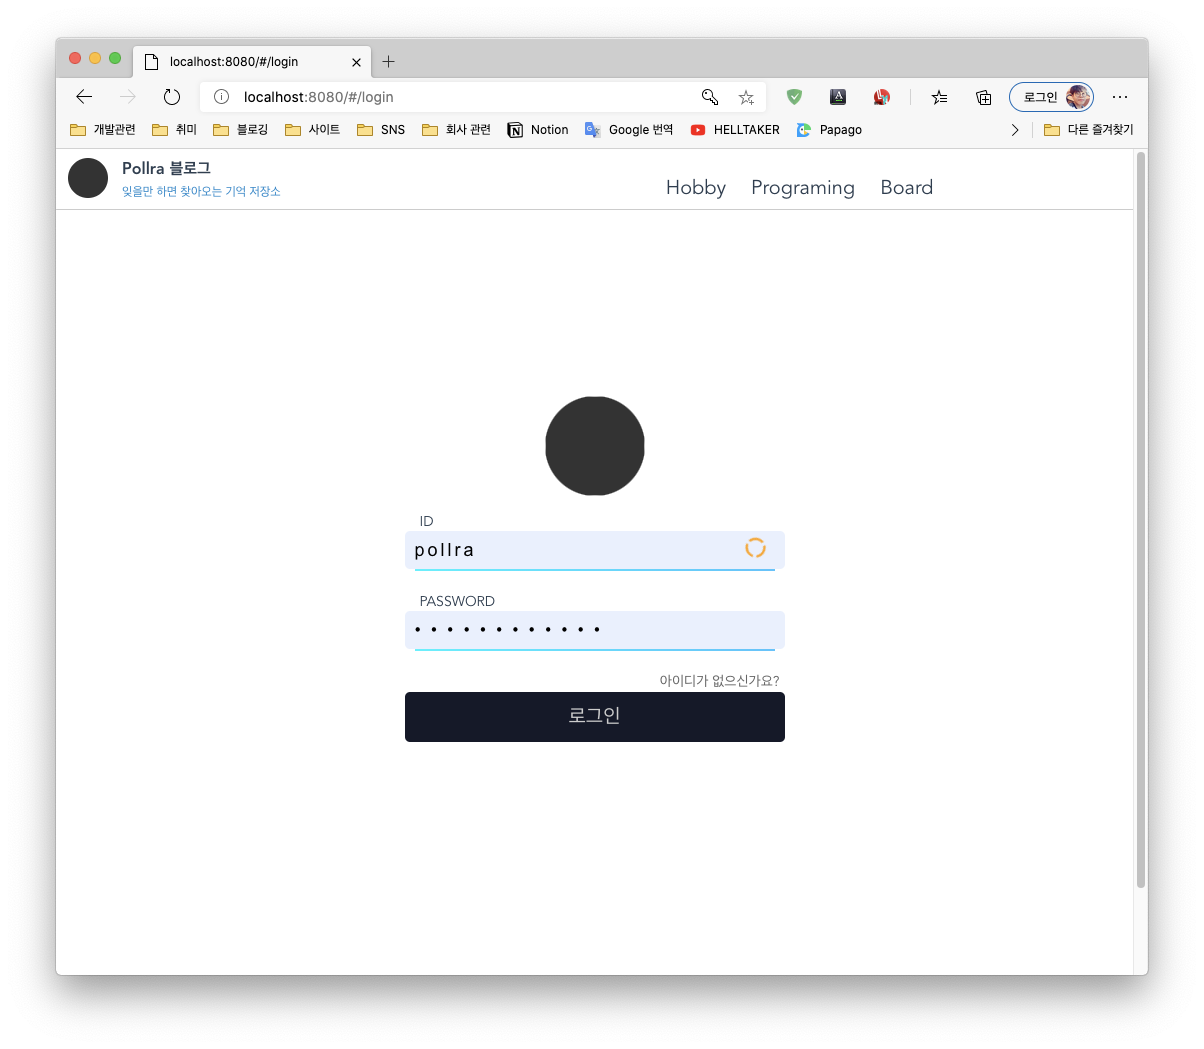 localhost:8080/#/login
localhost:8080/#/login
로그인
개발관련 취미 블로깅 사이트 SNS 회사 관련 Notion Google 번역 HELLTAKER Papago 다른 즐겨찾기
Pollra 블로그
잊을만 하면 찾아오는 기억 저장소
Hobby Programing Board
ID
pollra
PASSWORD
아이디가 없으신가요?
로그인